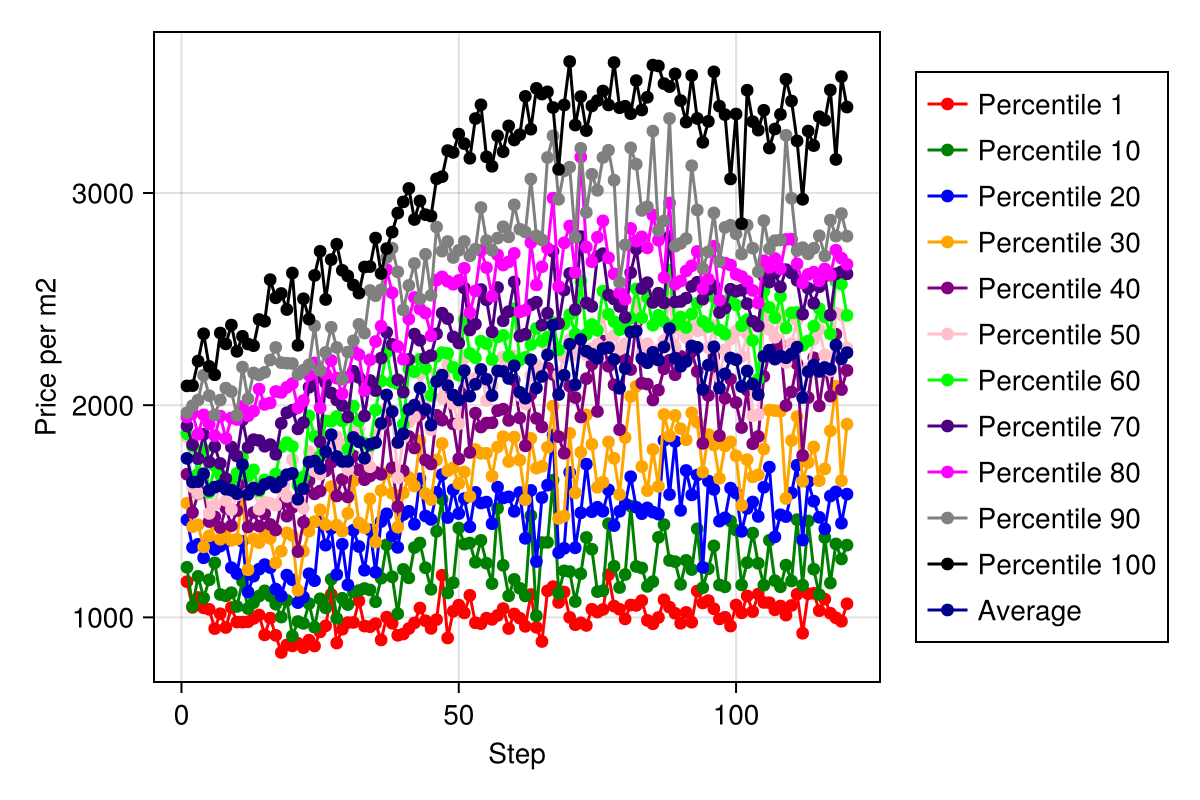 Price per m2
3000
2000
1000
0
50
100
Step
Percentile 1
Percentile 10
Percentile 20
Percentile 30
Percentile 40
Percentile 50
Percentile 60
Percentile 70
Percentile 80
Percentile 90
Percentile 100
Average